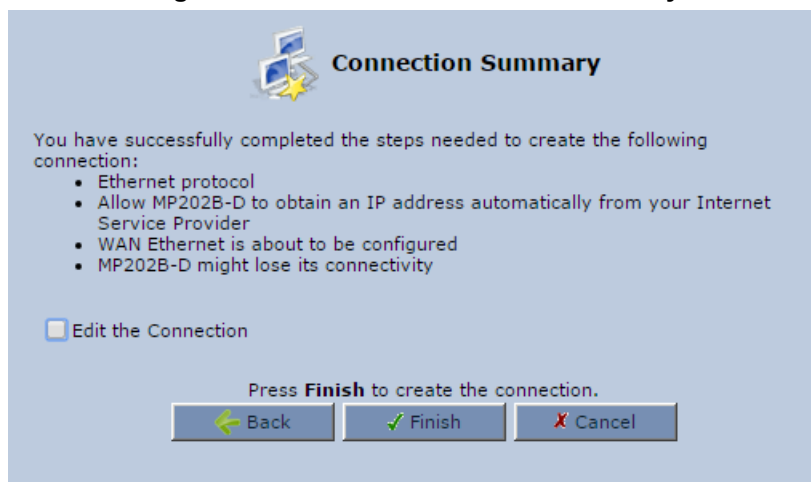 Connection Summary
You have successfully completed the steps needed to create the following
connection:
• Ethernet protocol
• Allow MP202B-D to obtain an IP address automatically from your Internet
Service Provider
• WAN Ethernet is about to be configured
• MP202B-D might lose its connectivity
Edit the Connection
Press Finish to create the connection.
Back Finish Cancel